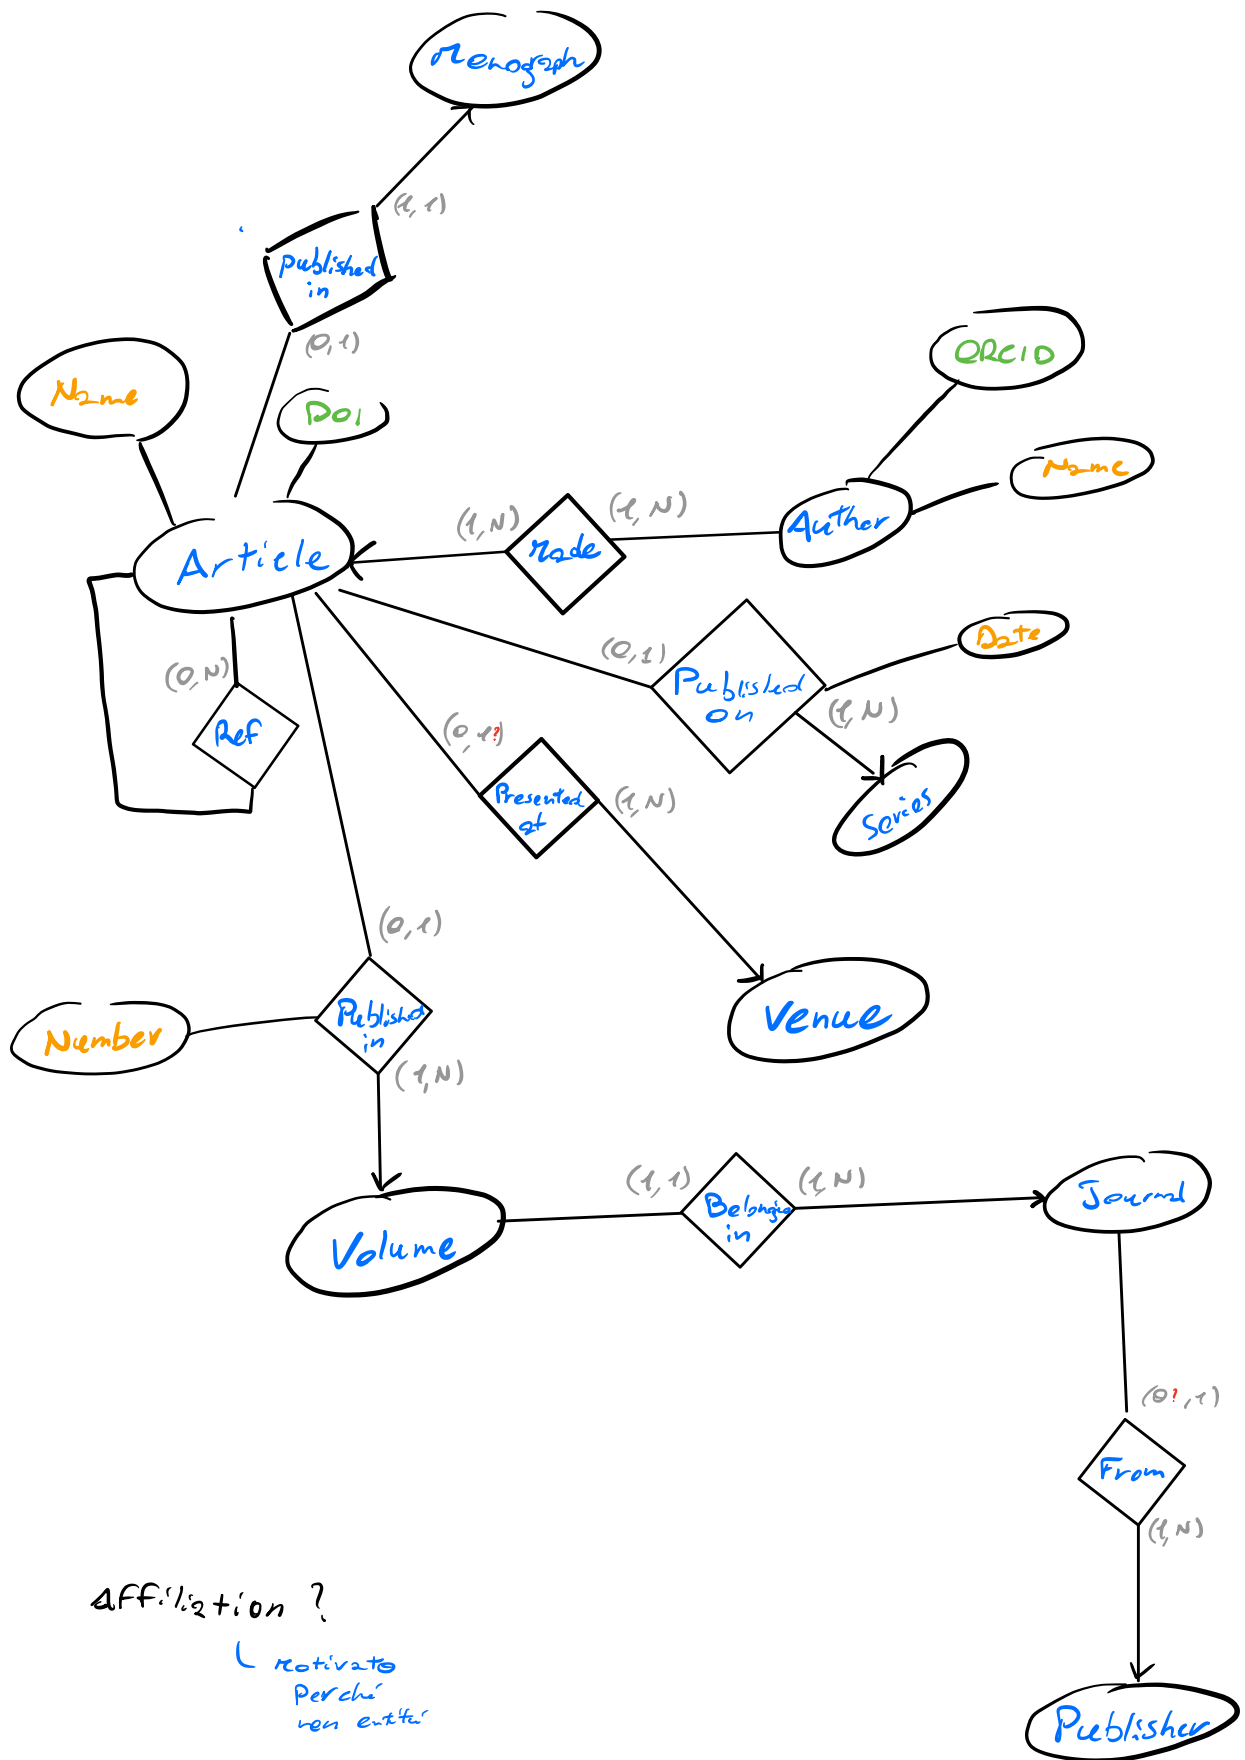 Monograph
(1,1)
Published
in
(0,1)
Name
DOI
ORCID
Name
Article
(1,N)
Made
(1,N)
Author
(0,N)
Ref
(0,1)
Published
on
Date
(1,N)
Series
(0,1?)
Presented
at
(1,N)
Venue
(0,1)
Number
Published
in
(1,N)
Volume
(1,1)
Belongin
in
(1,N)
Journal
(0?,1)
From
(1,N)
Publisher
Affiliation ?
motivato
perché
non entità